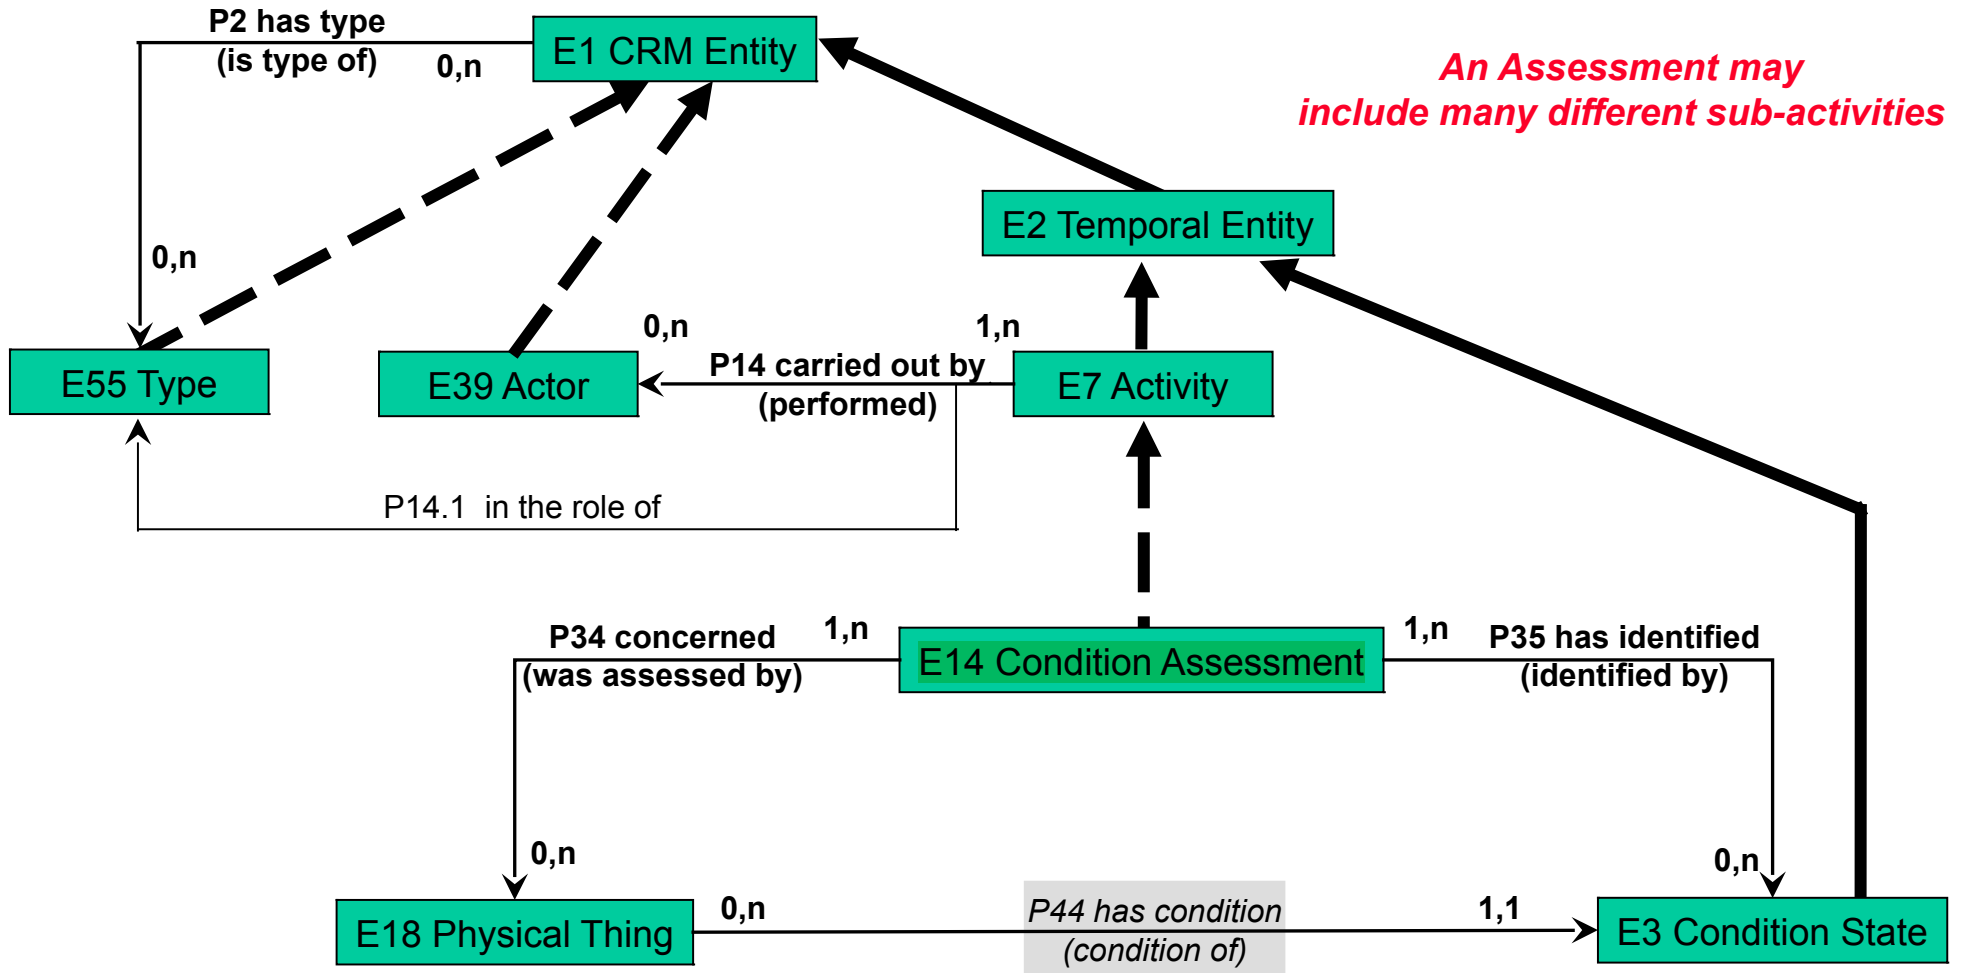 P2 has type
(is type of)
0,n
E1 CRM Entity
An Assessment may
include many different sub-activities
E2 Temporal Entity
0,n
0,n
1,n
P14 carried out by
(performed)
E55 Type
E39 Actor
E7 Activity
P14.1 in the role of
P34 concerned
(was assessed by)
1,n
E14 Condition Assessment
1,n
P35 has identified
(identified by)
0,n
0,n
E18 Physical Thing
0,n
P44 has condition
(condition of)
1,1
E3 Condition State